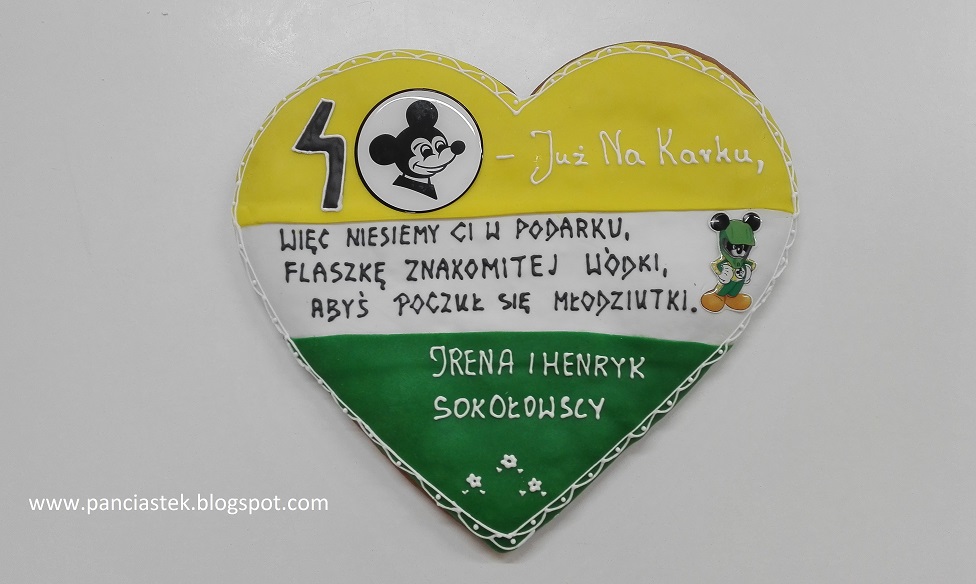 40 - Już Na Karku,
WIĘC NIESIEMY CI W PODARKU,
FLASZKĘ ZNAKOMITEJ WÓDKI,
ABYŚ POCZUŁ SIĘ MŁODZIUTKI.
IRENA I HENRYK
SOKOŁOWSCY
www.panciastek.blogspot.com